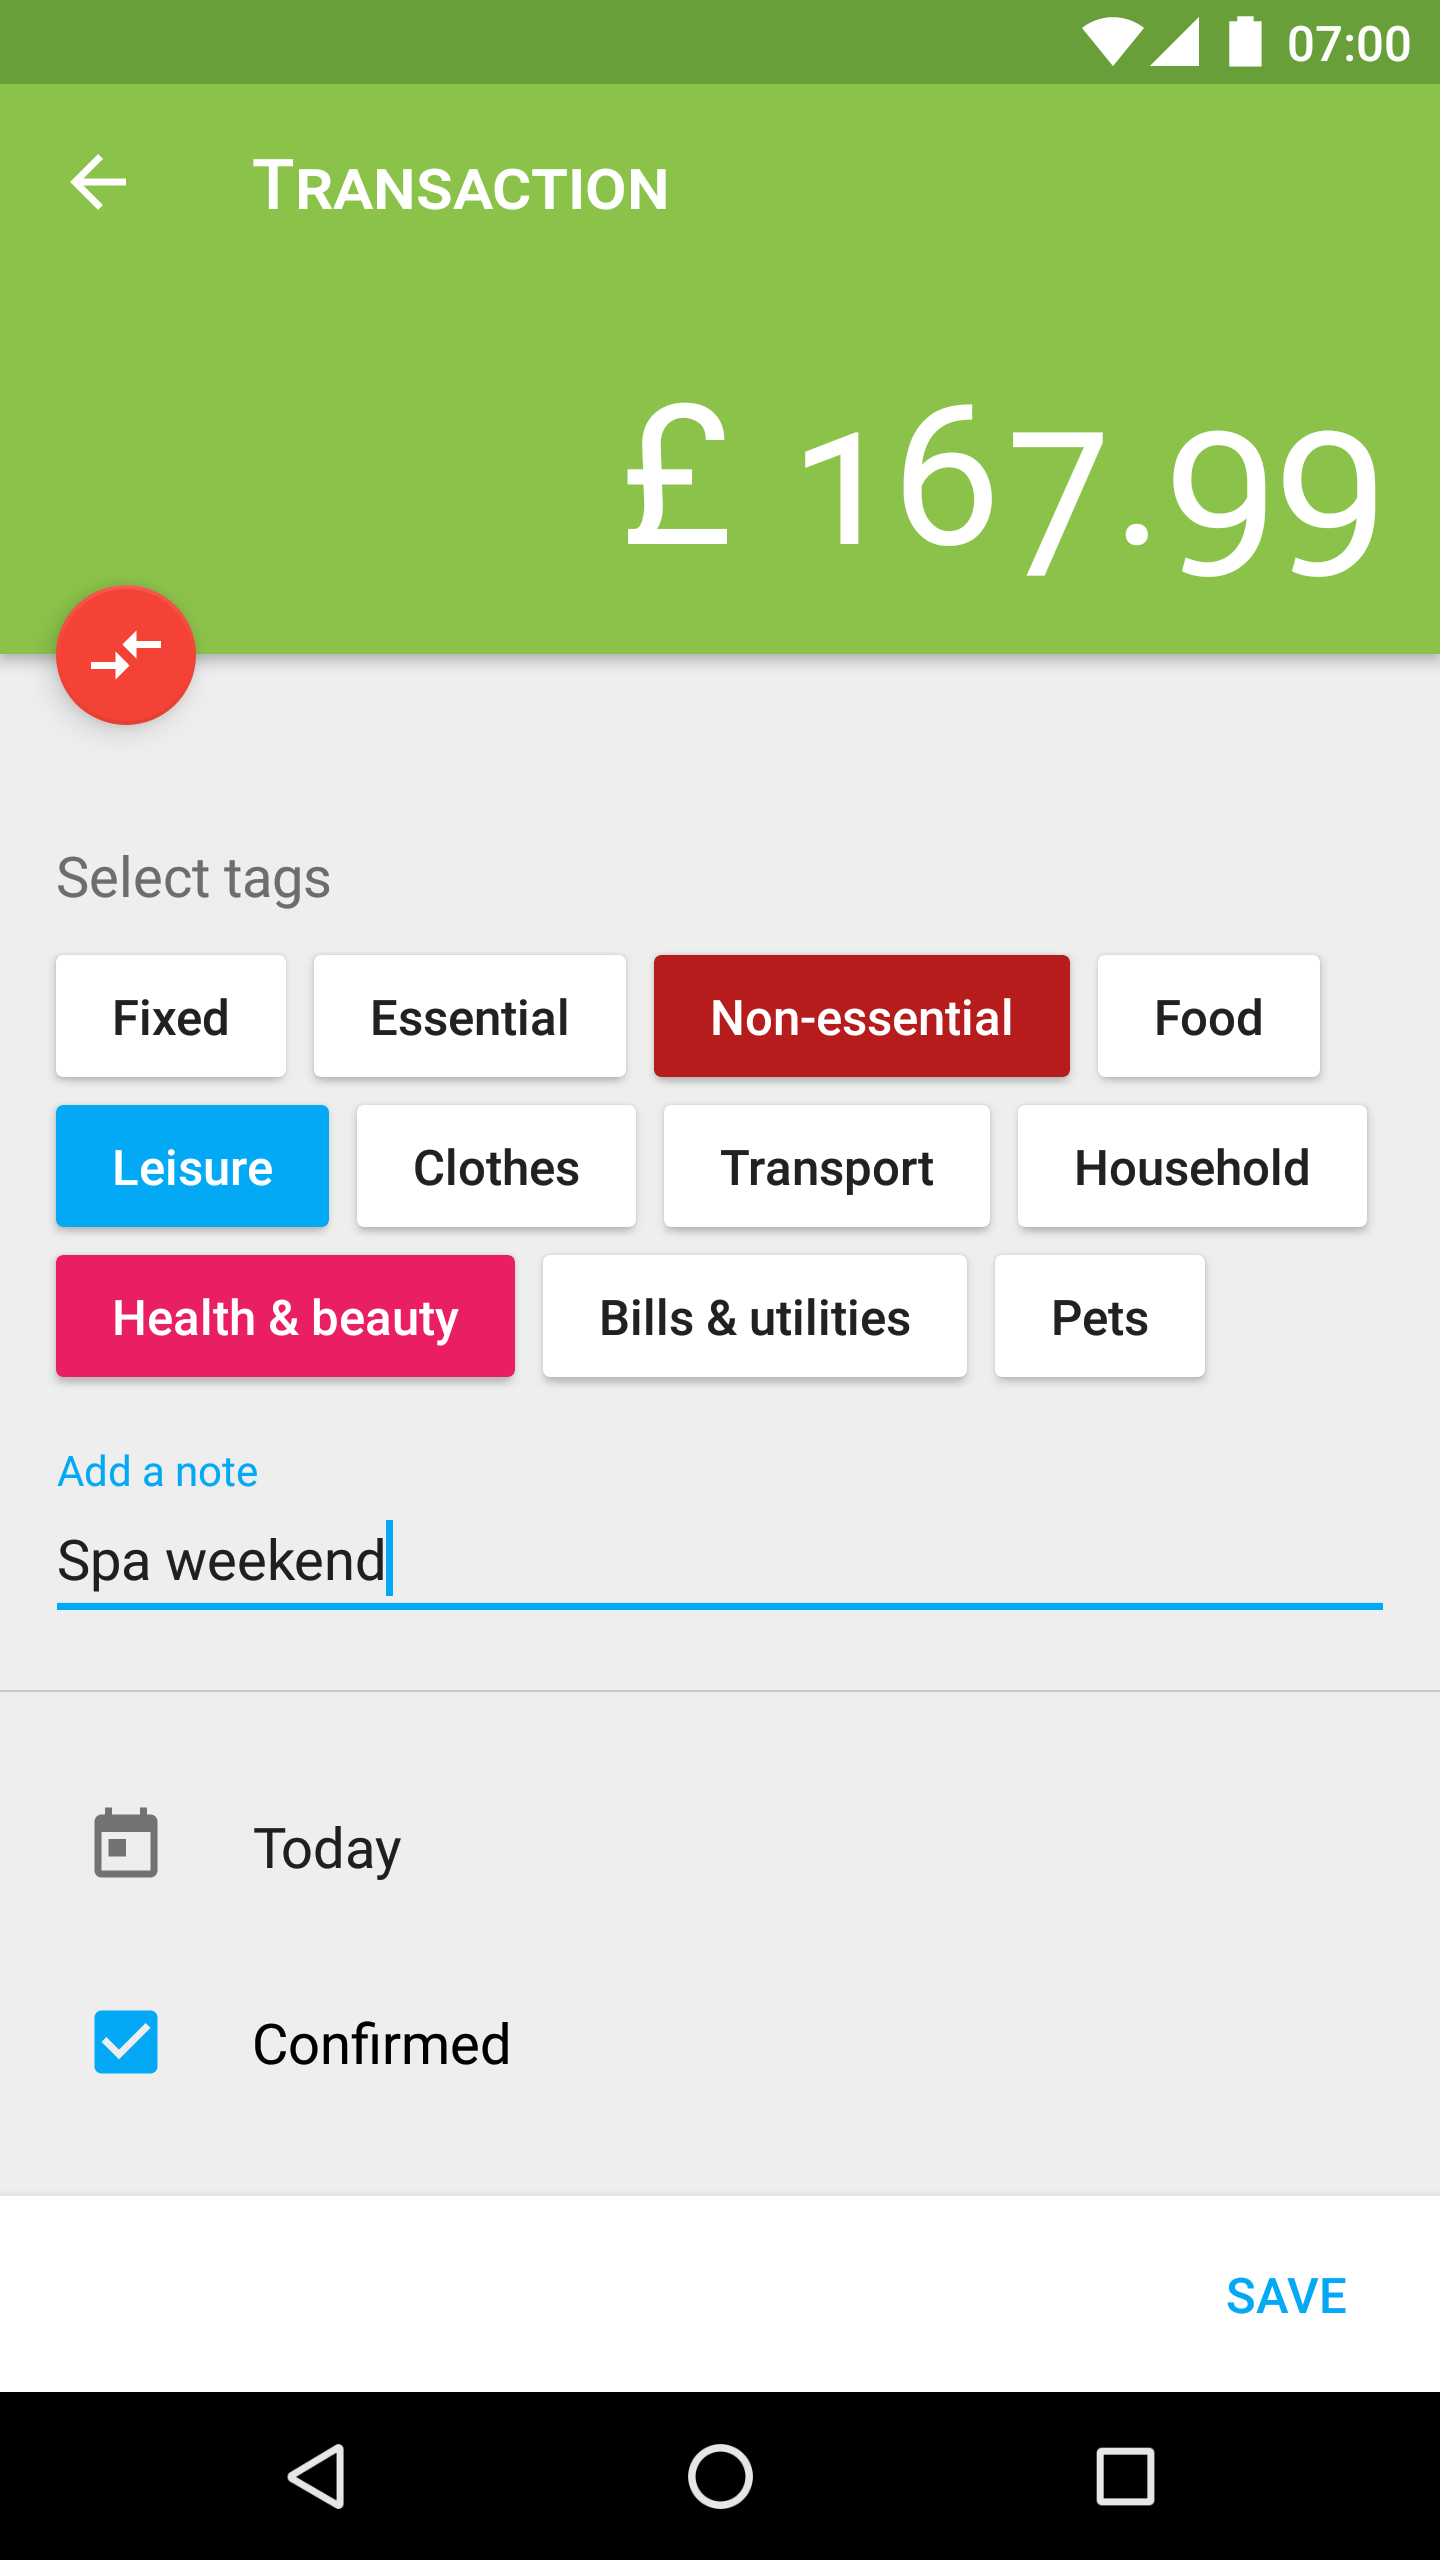 07:00
TRANSACTION
£ 167.99
Select tags
Fixed Essential Non-essential Food
Leisure Clothes Transport Household
Health & beauty Bills & utilities Pets
Add a note
Spa weekend
Today
Confirmed
SAVE